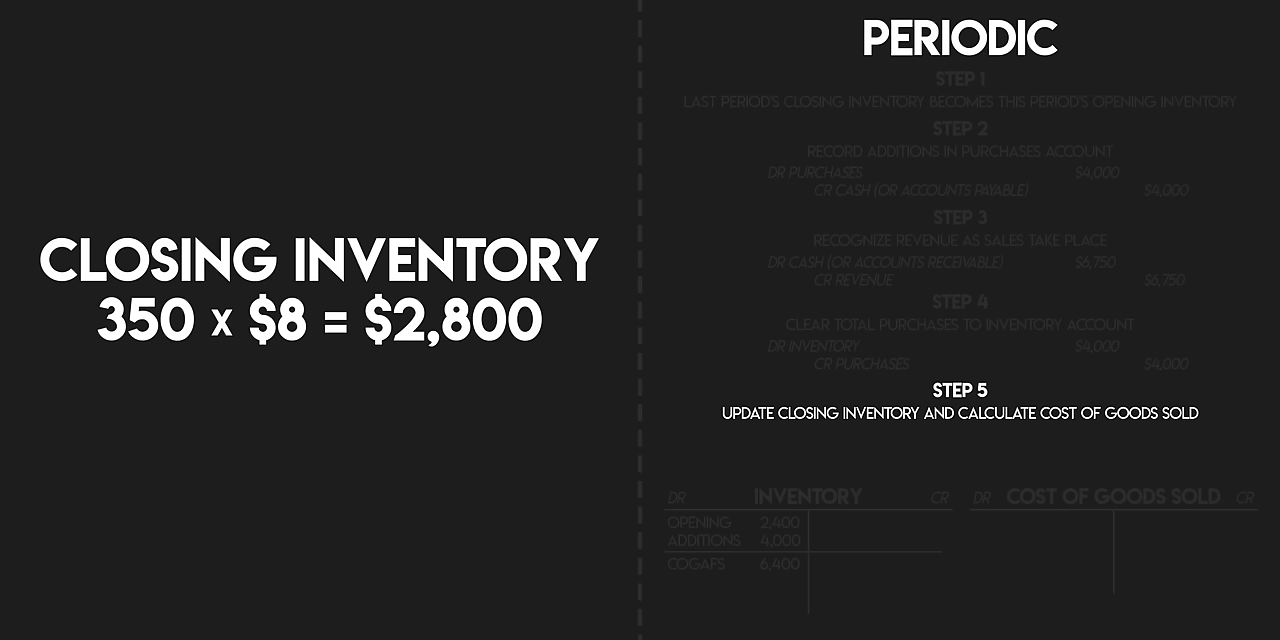 CLOSING INVENTORY
350 x $8 = $2,800
PERIODIC
STEP 1
LAST PERIOD'S CLOSING INVENTORY BECOMES THIS PERIOD'S OPENING INVENTORY
STEP 2
RECORD ADDITIONS IN PURCHASES ACCOUNT
DR PURCHASES $4,000
CR CASH (OR ACCOUNTS PAYABLE) $4,000
STEP 3
RECOGNIZE REVENUE AS SALES TAKE PLACE
DR CASH (OR ACCOUNTS RECEIVABLE) $6,750
CR REVENUE $6,750
STEP 4
CLEAR TOTAL PURCHASES TO INVENTORY ACCOUNT
DR INVENTORY $4,000
CR PURCHASES $4,000
STEP 5
UPDATE CLOSING INVENTORY AND CALCULATE COST OF GOODS SOLD
DR INVENTORY CR
OPENING 2,400
ADDITIONS 4,000
COGAFS 6,400
DR COST OF GOODS SOLD CR